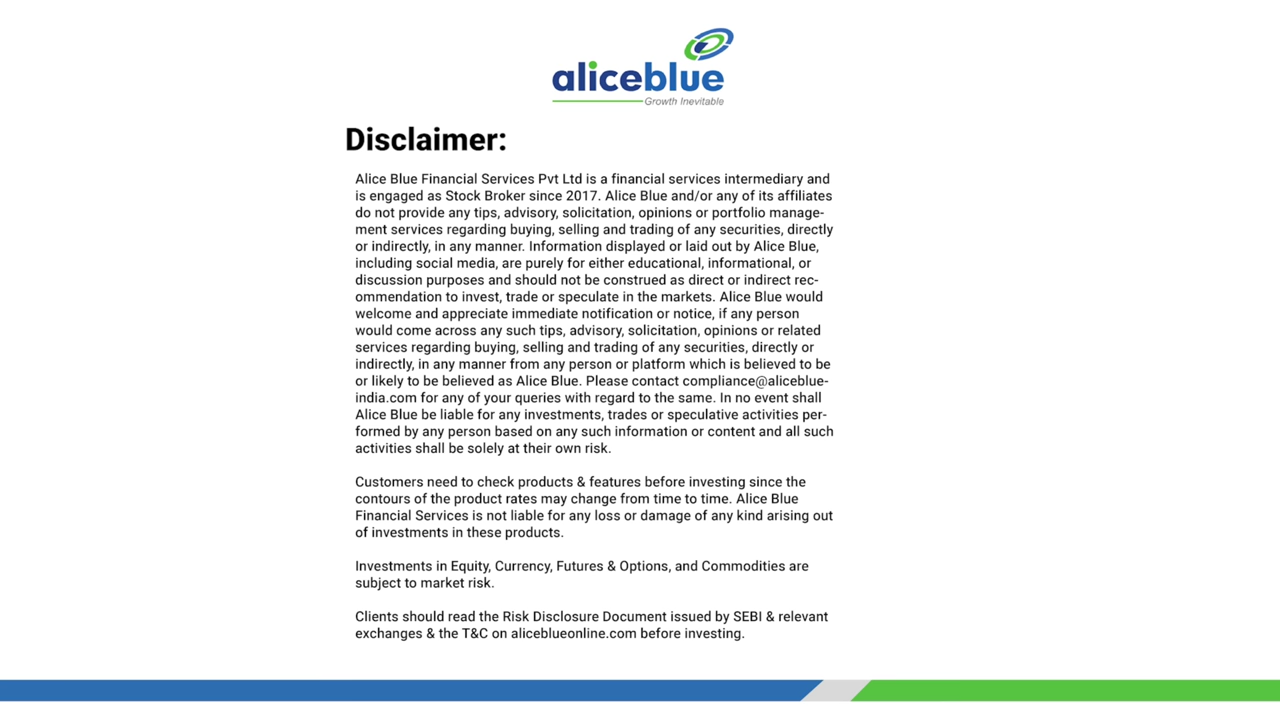 aliceblue
Growth Inevitable
Disclaimer:
Alice Blue Financial Services Pvt Ltd is a financial services intermediary and
is engaged as Stock Broker since 2017. Alice Blue and/or any of its affiliates
do not provide any tips, advisory, solicitation, opinions or portfolio manage-
ment services regarding buying, selling and trading of any securities, directly
or indirectly, in any manner. Information displayed or laid out by Alice Blue,
including social media, are purely for either educational, informational, or
discussion purposes and should not be construed as direct or indirect rec-
ommendation to invest, trade or speculate in the markets. Alice Blue would
welcome and appreciate immediate notification or notice, if any person
would come across any such tips, advisory, solicitation, opinions or related
services regarding buying, selling and trading of any securities, directly or
indirectly, in any manner from any person or platform which is believed to be
or likely to be believed as Alice Blue. Please contact compliance@aliceblue-
india.com for any of your queries with regard to the same. In no event shall
Alice Blue be liable for any investments, trades or speculative activities per-
formed by any person based on any such information or content and all such
activities shall be solely at their own risk.
Customers need to check products & features before investing since the
contours of the product rates may change from time to time. Alice Blue
Financial Services is not liable for any loss or damage of any kind arising out
of investments in these products.
Investments in Equity, Currency, Futures & Options, and Commodities are
subject to market risk.
Clients should read the Risk Disclosure Document issued by SEBI & relevant
exchanges & the T&C on aliceblueonline.com before investing.